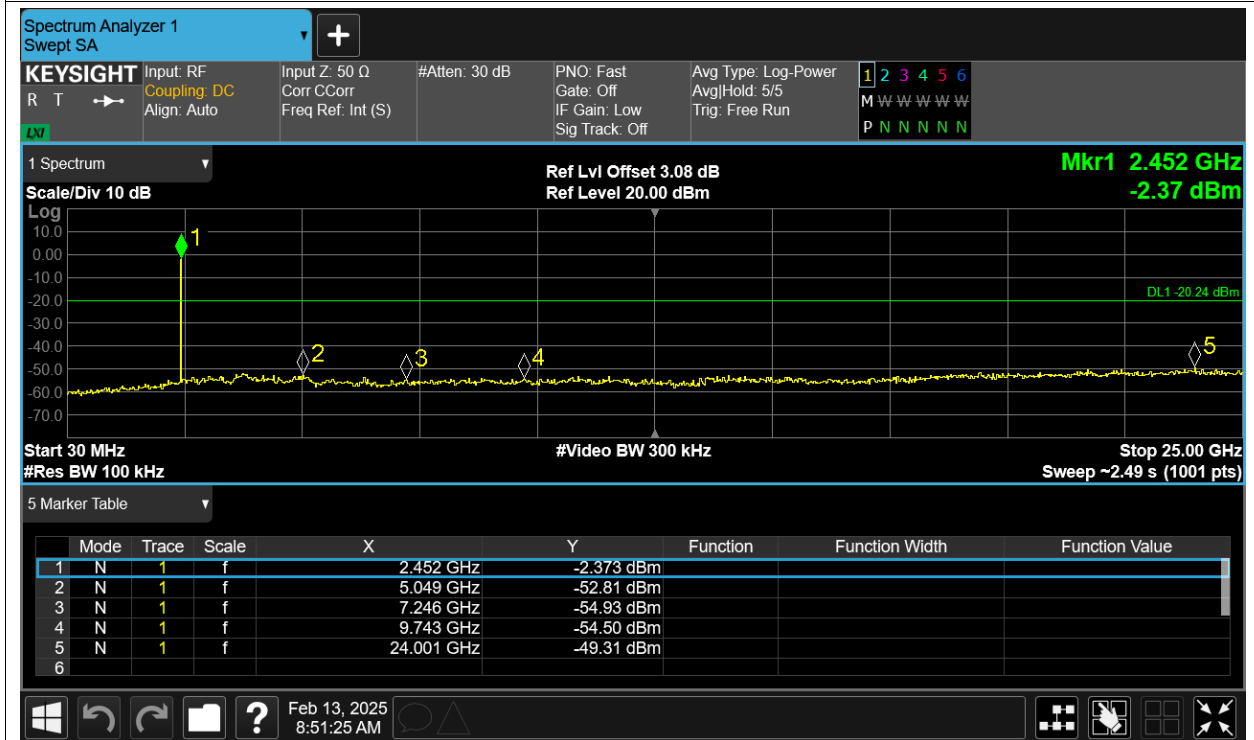 Spectrum Analyzer 1
Swept SA
+
KEYSIGHT
R T
LXI
Input: RF
Coupling: DC
Align: Auto
Input Z: 50 Ω
Corr CCorr
Freq Ref: Int (S)
#Atten: 30 dB
PNO: Fast
Gate: Off
IF Gain: Low
Sig Track: Off
Avg Type: Log-Power
Avg|Hold: 5/5
Trig: Free Run
1 2 3 4 5 6
M W W W W W
P N N N N N
1 Spectrum
Scale/Div 10 dB
Ref Lvl Offset 3.08 dB
Ref Level 20.00 dBm
Mkr1 2.452 GHz
-2.37 dBm
Log
10.0
0.00
-10.0
-20.0
-30.0
-40.0
-50.0
-60.0
-70.0
1
DL1 -20.24 dBm
2
3
4
5
Start 30 MHz
#Res BW 100 kHz
#Video BW 300 kHz
Stop 25.00 GHz
Sweep ~2.49 s (1001 pts)
5 Marker Table
Mode Trace Scale X Y Function Function Width Function Value
1 N 1 f 2.452 GHz -2.373 dBm
2 N 1 f 5.049 GHz -52.81 dBm
3 N 1 f 7.246 GHz -54.93 dBm
4 N 1 f 9.743 GHz -54.50 dBm
5 N 1 f 24.001 GHz -49.31 dBm
6
?
Feb 13, 2025
8:51:25 AM